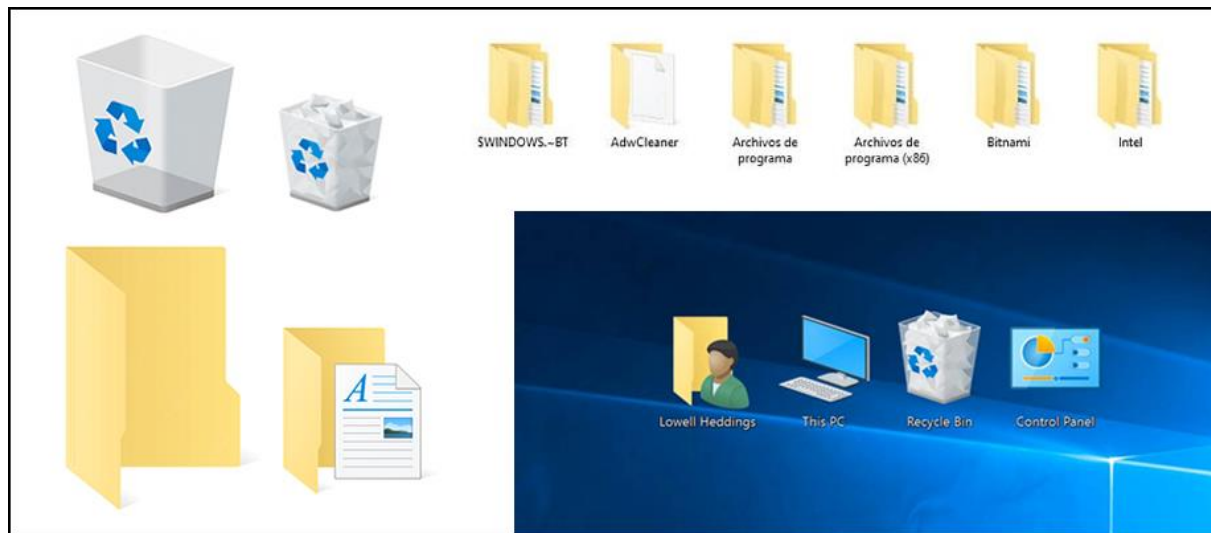 $WINDOWS.~BT
AdwCleaner
Archivos de
programa
Archivos de
programa (x86)
Bitnami
Intel
A
Lowell Heddings
This PC
Recycle Bin
Control Panel